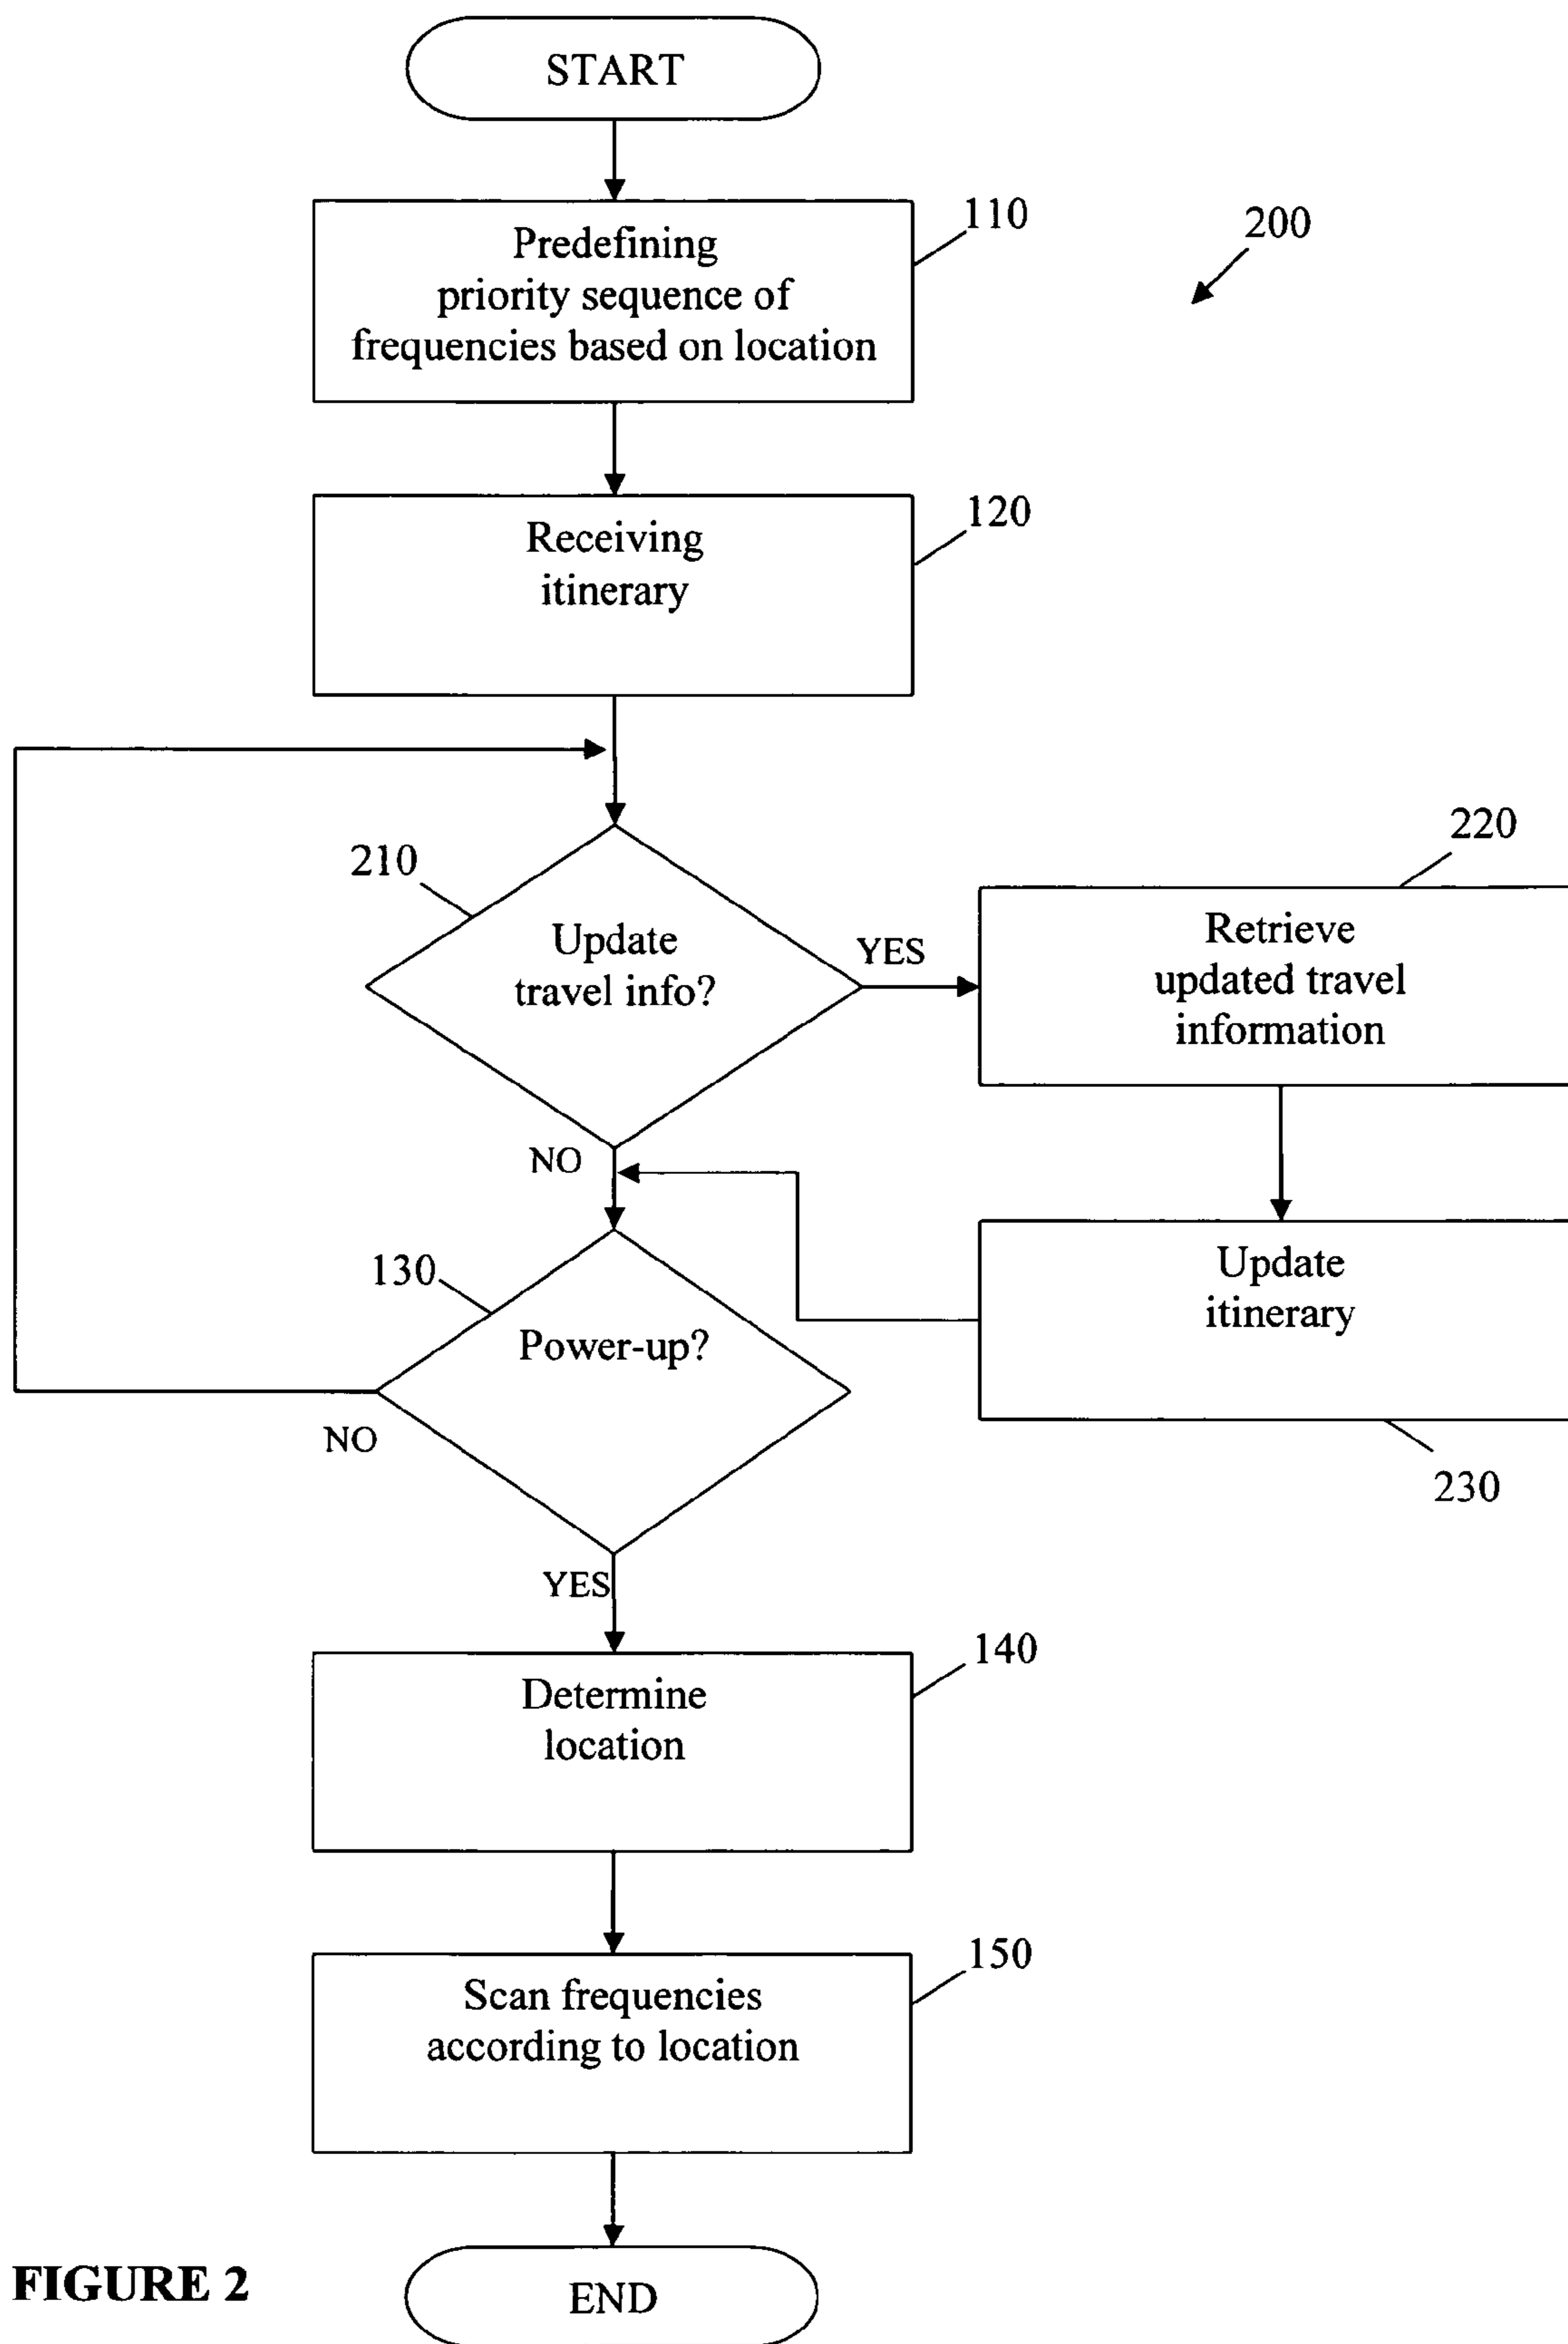 START
110
200
Predefining
priority sequence of
frequencies based on location
120
Receiving
itinerary
210
220
Update
travel info?
YES
Retrieve
updated travel
information
NO
130
Power-up?
Update
itinerary
NO
230
YES
140
Determine
location
150
Scan frequencies
according to location
FIGURE 2
END